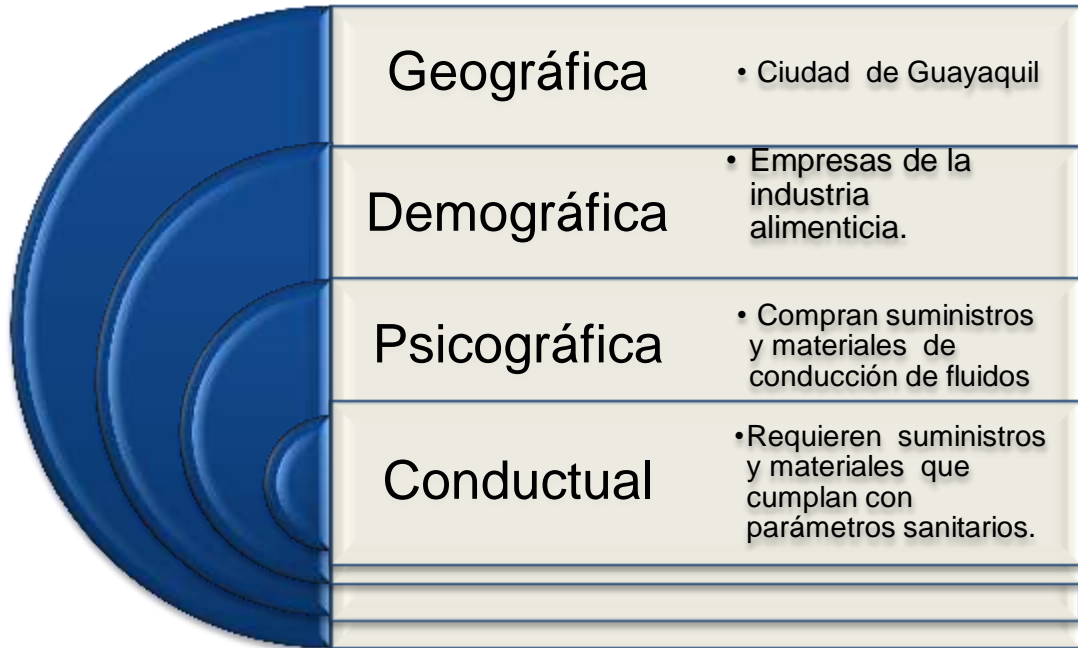 Geográfica
• Ciudad de Guayaquil
Demográfica
• Empresas de la
industria
alimenticia.
Psicográfica
• Compran suministros
y materiales de
conducción de fluidos
Conductual
•Requieren suministros
y materiales que
cumplan con
parámetros sanitarios.